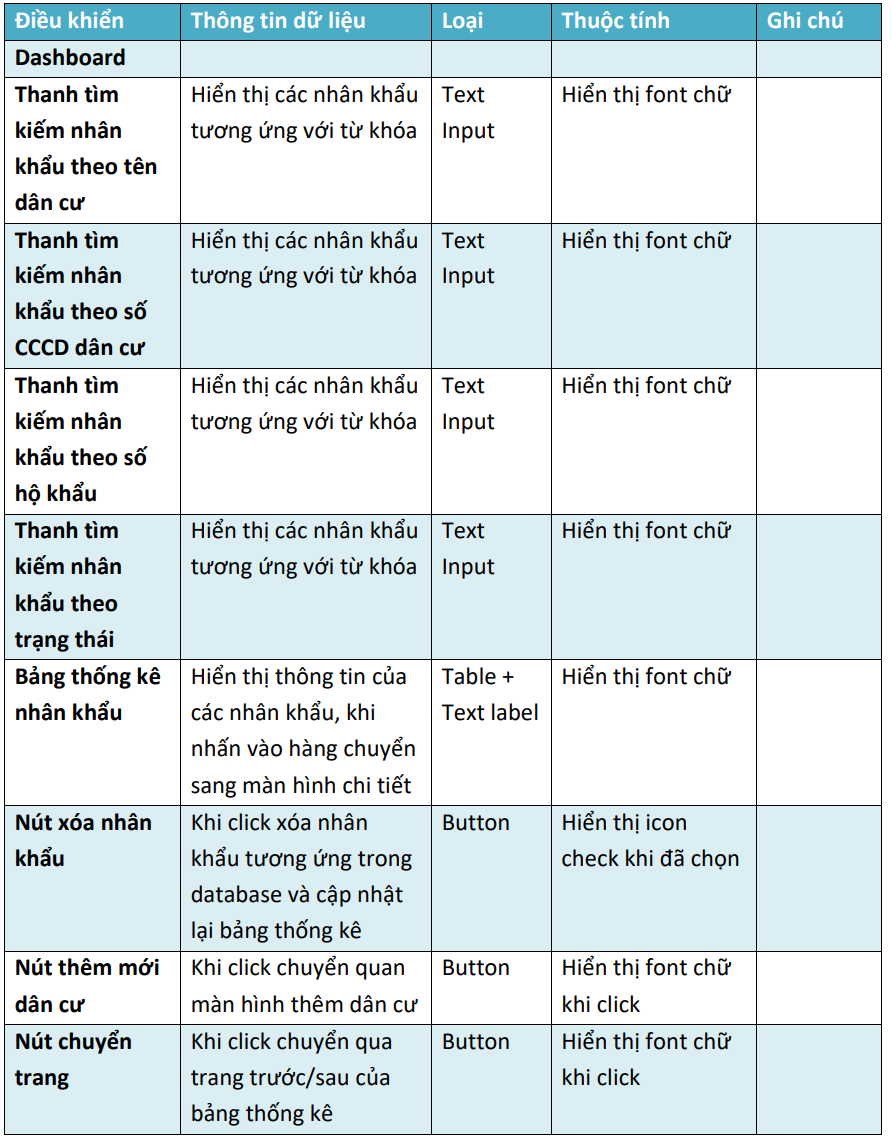 Điều khiển Thông tin dữ liệu Loại Thuộc tính Ghi chú
Dashboard
Thanh tìm kiếm nhân khẩu theo tên dân cư
Hiển thị các nhân khẩu tương ứng với từ khóa
Text Input
Hiển thị font chữ
Thanh tìm kiếm nhân khẩu theo số CCCD dân cư
Hiển thị các nhân khẩu tương ứng với từ khóa
Text Input
Hiển thị font chữ
Thanh tìm kiếm nhân khẩu theo số hộ khẩu
Hiển thị các nhân khẩu tương ứng với từ khóa
Text Input
Hiển thị font chữ
Thanh tìm kiếm nhân khẩu theo trạng thái
Hiển thị các nhân khẩu tương ứng với từ khóa
Text Input
Hiển thị font chữ
Bảng thống kê nhân khẩu
Hiển thị thông tin của các nhân khẩu, khi nhấn vào hàng chuyển sang màn hình chi tiết
Table + Text label
Hiển thị font chữ
Nút xóa nhân khẩu
Khi click xóa nhân khẩu tương ứng trong database và cập nhật lại bảng thống kê
Button
Hiển thị icon check khi đã chọn
Nút thêm mới dân cư
Khi click chuyển quan màn hình thêm dân cư
Button
Hiển thị font chữ khi click
Nút chuyển trang
Khi click chuyển qua trang trước/sau của bảng thống kê
Button
Hiển thị font chữ khi click